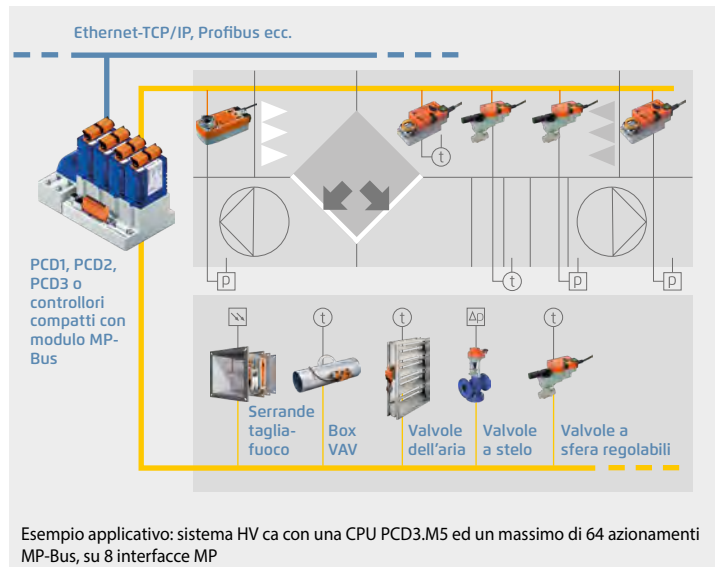 Ethernet-TCP/IP, Profibus ecc.
t
p
t
p
p
PCD1, PCD2,
PCD3 o
controllori
compatti con
modulo MP-
Bus
t
t
Δp
t
Serrande
taglia-
fuoco
Box
VAV
Valvole
dell'aria
Valvole
a stelo
Valvole a
sfera regolabili
Esempio applicativo: sistema HV ca con una CPU PCD3.M5 ed un massimo di 64 azionamenti
MP-Bus, su 8 interfacce MP